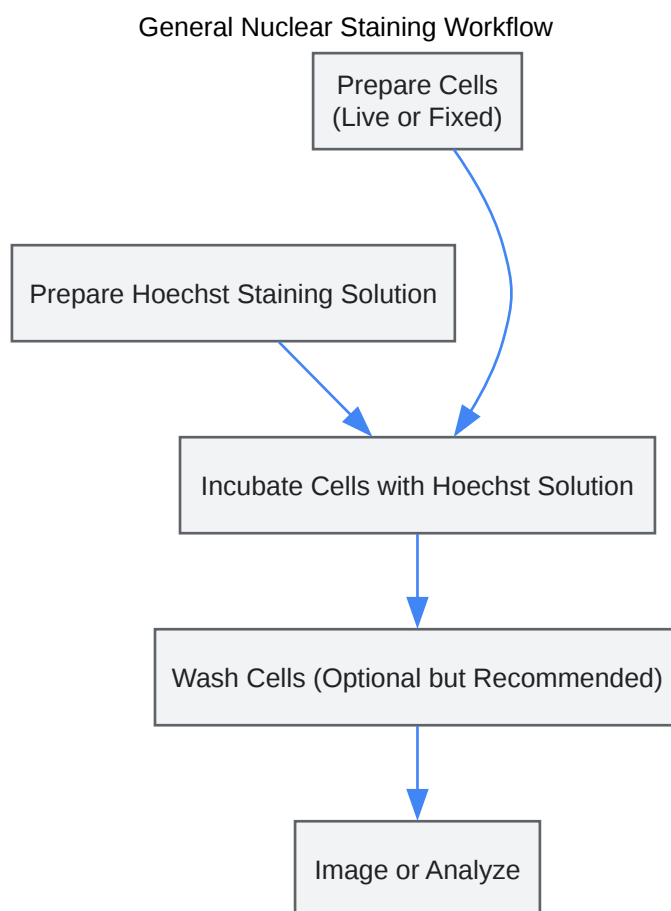 General Nuclear Staining Workflow
Prepare Cells
(Live or Fixed)
Prepare Hoechst Staining Solution
Incubate Cells with Hoechst Solution
Wash Cells (Optional but Recommended)
Image or Analyze